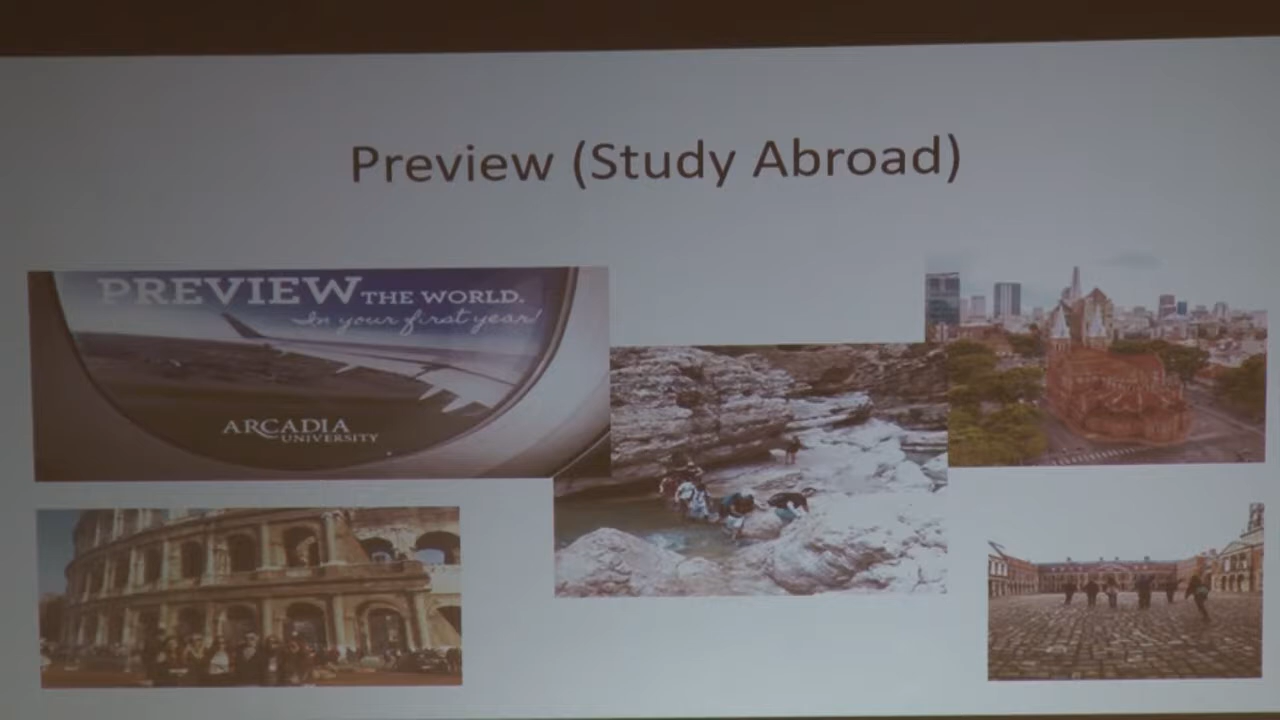 Preview (Study Abroad)
PREVIEW THE WORLD.
In your first year!
ARCADIA
UNIVERSITY